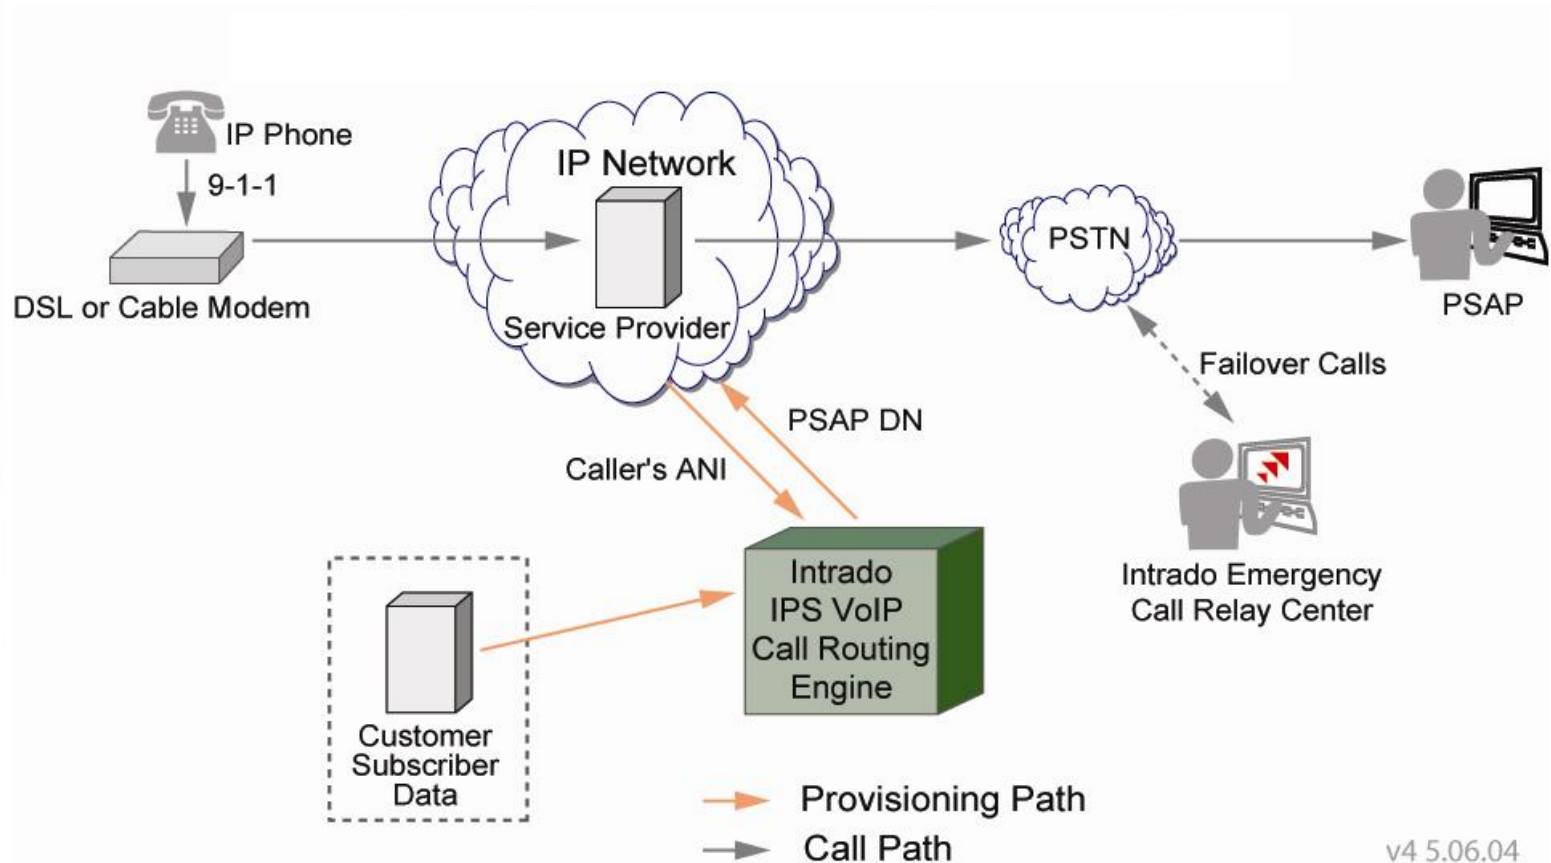 IP Phone
9-1-1
DSL or Cable Modem
IP Network
Service Provider
PSTN
PSAP
Failover Calls
PSAP DN
Caller's ANI
Intrado Emergency
Call Relay Center
Intrado
IPS VoIP
Call Routing
Engine
Customer
Subscriber
Data
Provisioning Path
Call Path
v4 5.06.04